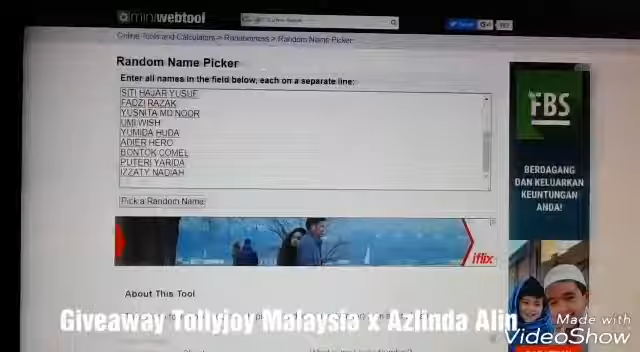 miniwebtool
Online Tools and Calculators > Randomness > Random Name Picker
Random Name Picker
Enter all names in the field below, each on a separate line:
SITI HAJAR YUSUF
FADZI RAZAK
YUSNITA MD NOOR
UMI WISH
YUMIDA HUDA
ADIER HERO
BONTOK COMEL
PUTERI YARIDA
IZZATY NADIAH
Pick a Random Name
FBS
BERDAGANG
DAN KELUARKAN
KEUNTUNGAN
ANDA!
iflix
About This Tool
Giveaway Tollyjoy Malaysia x Azlinda Alin
Made with
VideoShow